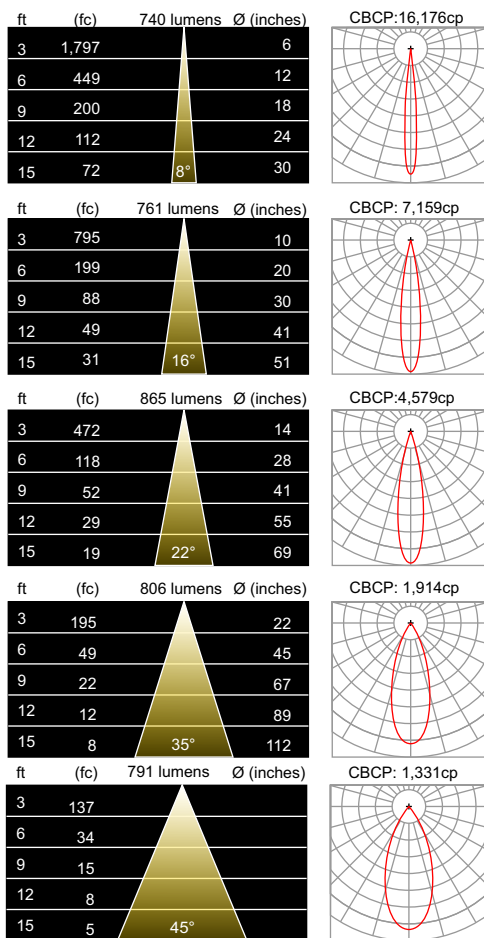 ft (fc) 740 lumens Ø (inches) CBCP:16,176cp
3 1,797 6
6 449 12
9 200 18
12 112 24
15 72 8° 30
ft (fc) 761 lumens Ø (inches) CBCP: 7,159cp
3 795 10
6 199 20
9 88 30
12 49 41
15 31 16° 51
ft (fc) 865 lumens Ø (inches) CBCP:4,579cp
3 472 14
6 118 28
9 52 41
12 29 55
15 19 22° 69
ft (fc) 806 lumens Ø (inches) CBCP: 1,914cp
3 195 22
6 49 45
9 22 67
12 12 89
15 8 35° 112
ft (fc) 791 lumens Ø (inches) CBCP: 1,331cp
3 137
6 34
9 15
12 8
15 5 45°